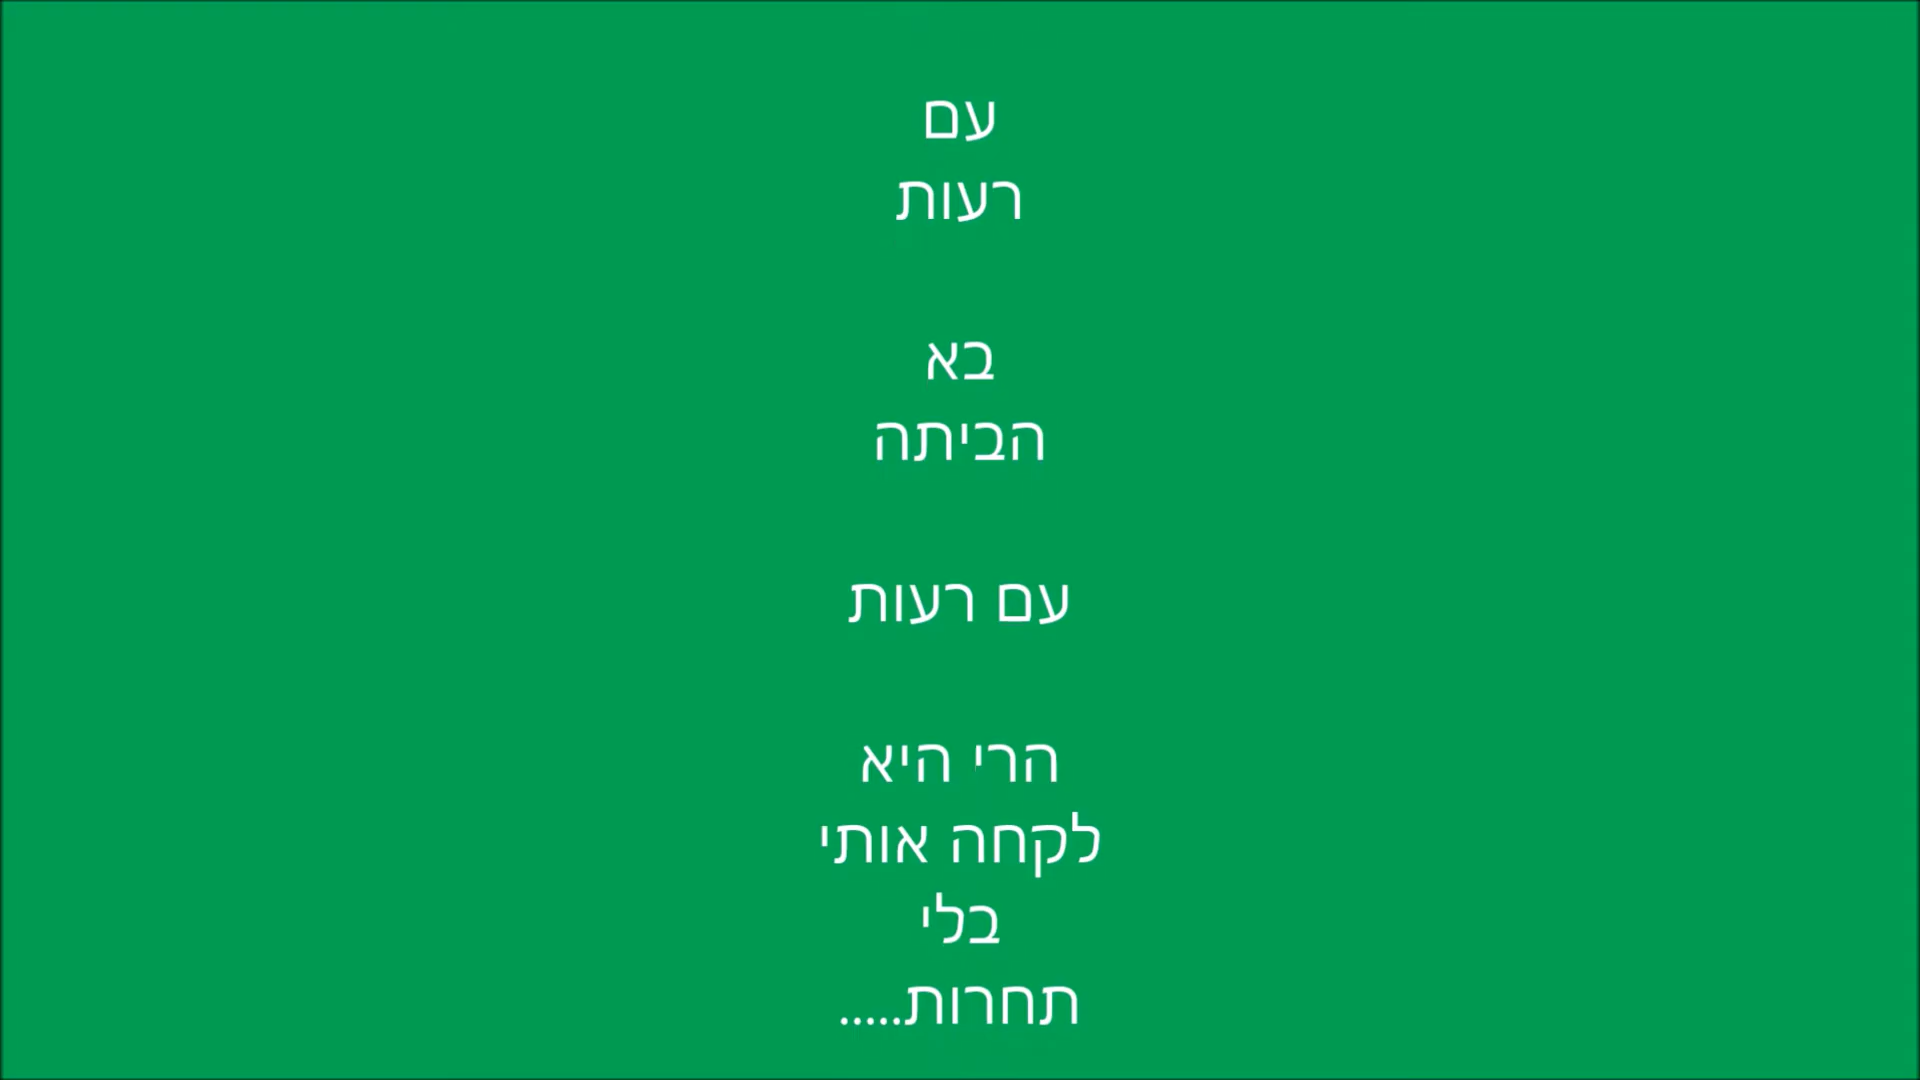 עם
רעות
בא
הביתה
עם רעות
הרי היא
לקחה אותי
בלי
תחרות.....